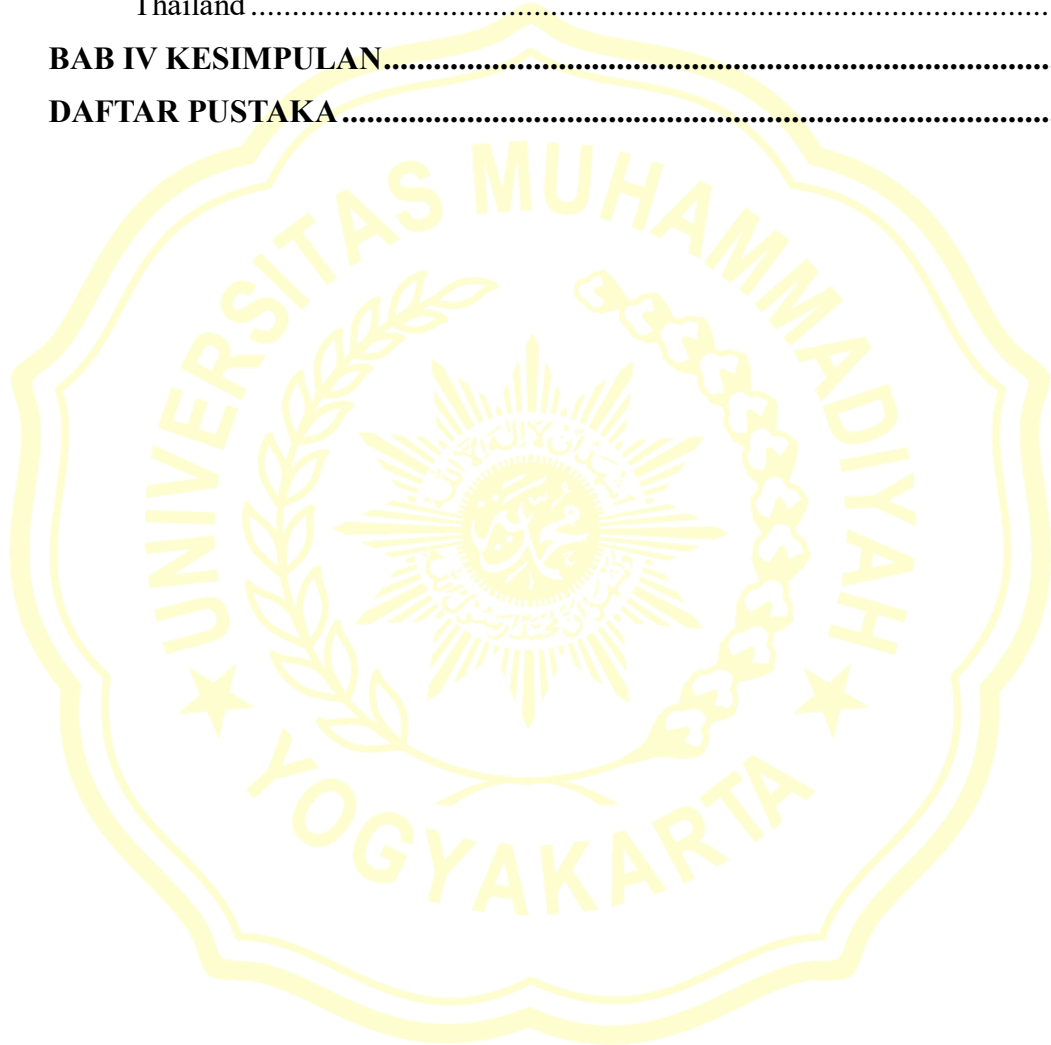 Thailand ........................................................................................................
BAB IV KESIMPULAN................................................................................
DAFTAR PUSTAKA.....................................................................................
UNIVERSITAS MUHAMMADIYAH
YOGYAKARTA